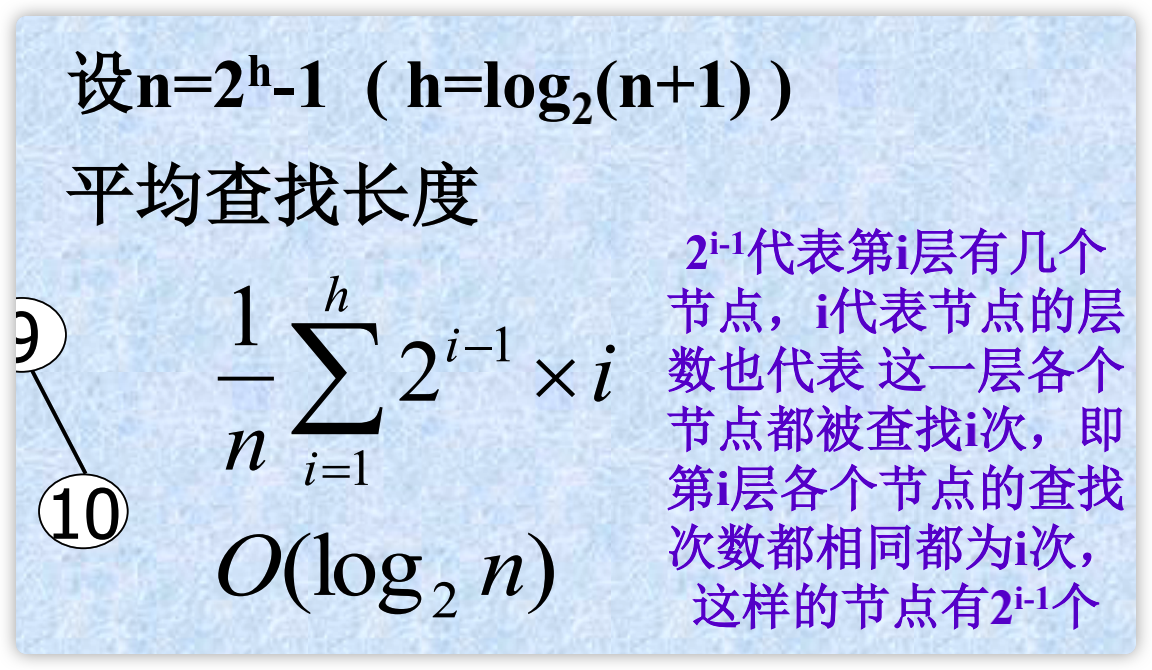 设n=2^h-1 ( h=log₂(n+1) )
平均查找长度
2^{i-1}代表第i层有几个
节点，i代表节点的层
数也代表 这一层各个
节点都被查找i次，即
第i层各个节点的查找
次数都相同都为i次，
这样的节点有2^{i-1}个
\frac{1}{n}\sum_{i=1}^{h}2^{i-1}×i
O(log₂ n)
9
10